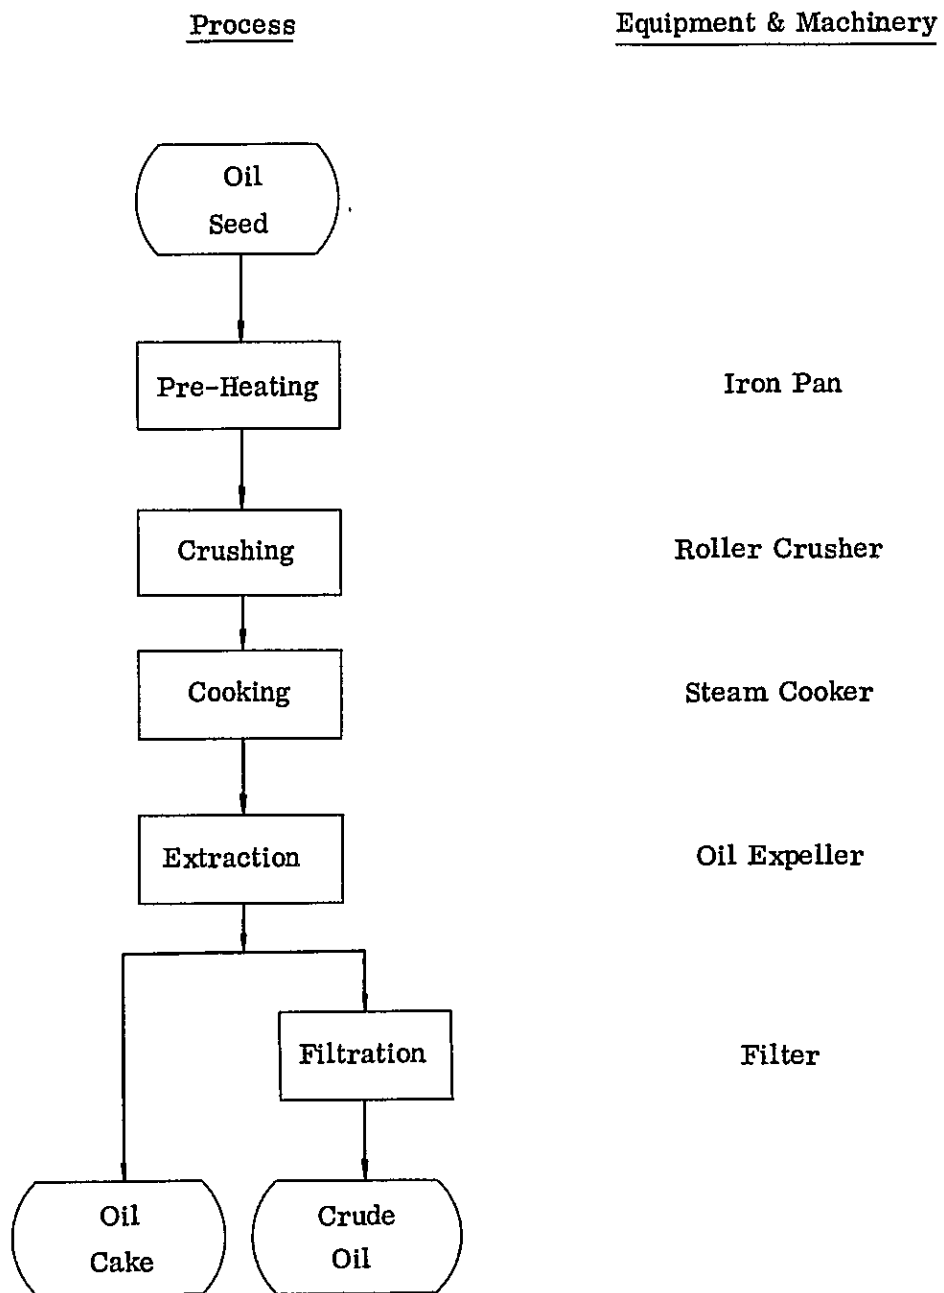 Process
Equipment & Machinery
Oil
Seed
Pre-Heating
Iron Pan
Crushing
Roller Crusher
Cooking
Steam Cooker
Extraction
Oil Expeller
Filtration
Filter
Oil
Cake
Crude
Oil